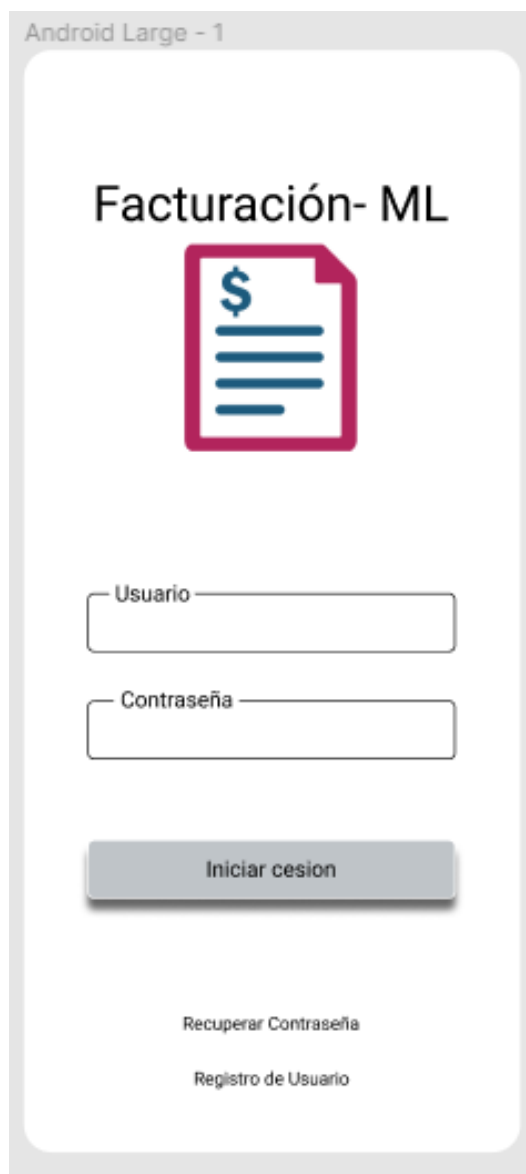 Android Large - 1
Facturación- ML
$
Usuario
Contraseña
Iniciar cesion
Recuperar Contraseña
Registro de Usuario